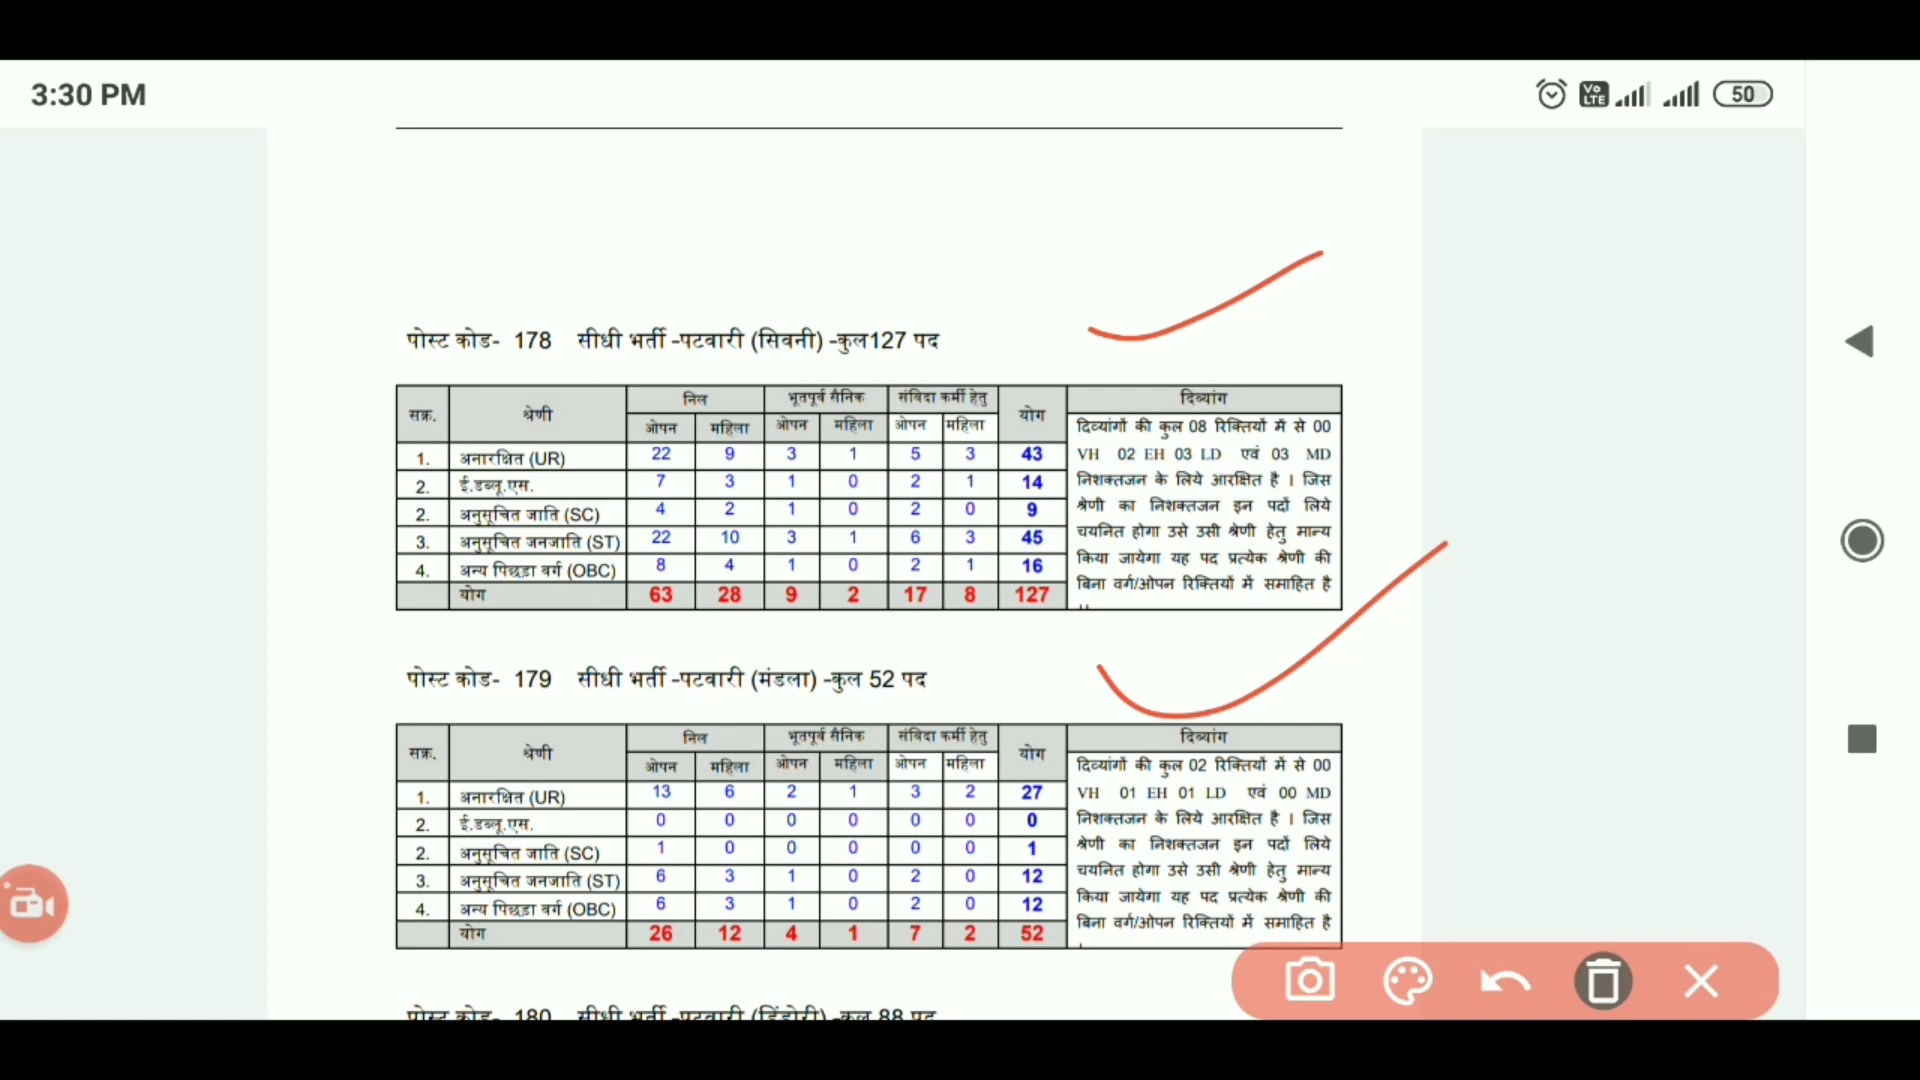 3:30 PM
Vo LTE
50
पोस्ट कोड- 178 सीधी भर्ती -पटवारी (सिवनी) -कुल127 पद
सक्र. श्रेणी निल भूतपूर्व सैनिक संविदा कर्मी हेतु योग दिव्यांग
ओपन महिला ओपन महिला ओपन महिला
1. अनारक्षित (UR) 22 9 3 1 5 3 43
2. ई.डब्लू.एस. 7 3 1 0 2 1 14
2. अनुसूचित जाति (SC) 4 2 1 0 2 0 9
3. अनुसूचित जनजाति (ST) 22 10 3 1 6 3 45
4. अन्य पिछड़ा वर्ग (OBC) 8 4 1 0 2 1 16
योग 63 28 9 2 17 8 127
दिव्यांगों की कुल 08 रिक्तियों में से 00
VH 02 EH 03 LD एवं 03 MD
निशक्तजन के लिये आरक्षित है । जिस
श्रेणी का निशक्तजन इन पदों लिये
चयनित होगा उसे उसी श्रेणी हेतु मान्य
किया जायेगा यह पद प्रत्येक श्रेणी की
बिना वर्ग/ओपन रिक्तियों में समाहित है
पोस्ट कोड- 179 सीधी भर्ती -पटवारी (मंडला) -कुल 52 पद
सक्र. श्रेणी निल भूतपूर्व सैनिक संविदा कर्मी हेतु योग दिव्यांग
ओपन महिला ओपन महिला ओपन महिला
1. अनारक्षित (UR) 13 6 2 1 3 2 27
2. ई.डब्लू.एस. 0 0 0 0 0 0 0
2. अनुसूचित जाति (SC) 1 0 0 0 0 0 1
3. अनुसूचित जनजाति (ST) 6 3 1 0 2 0 12
4. अन्य पिछड़ा वर्ग (OBC) 6 3 1 0 2 0 12
योग 26 12 4 1 7 2 52
दिव्यांगों की कुल 02 रिक्तियों में से 00
VH 01 EH 01 LD एवं 00 MD
निशक्तजन के लिये आरक्षित है । जिस
श्रेणी का निशक्तजन इन पदों लिये
चयनित होगा उसे उसी श्रेणी हेतु मान्य
किया जायेगा यह पद प्रत्येक श्रेणी की
बिना वर्ग/ओपन रिक्तियों में समाहित है
पोस्ट कोड- 180 सीधी भर्ती -पटवारी (डिंडोरी) -कुल 88 पद